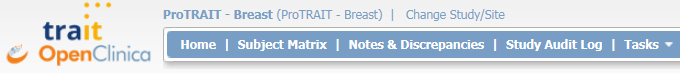 trait
OpenClinica
ProTRAIT - Breast (ProTRAIT - Breast) | Change Study/Site
Home | Subject Matrix | Notes & Discrepancies | Study Audit Log | Tasks